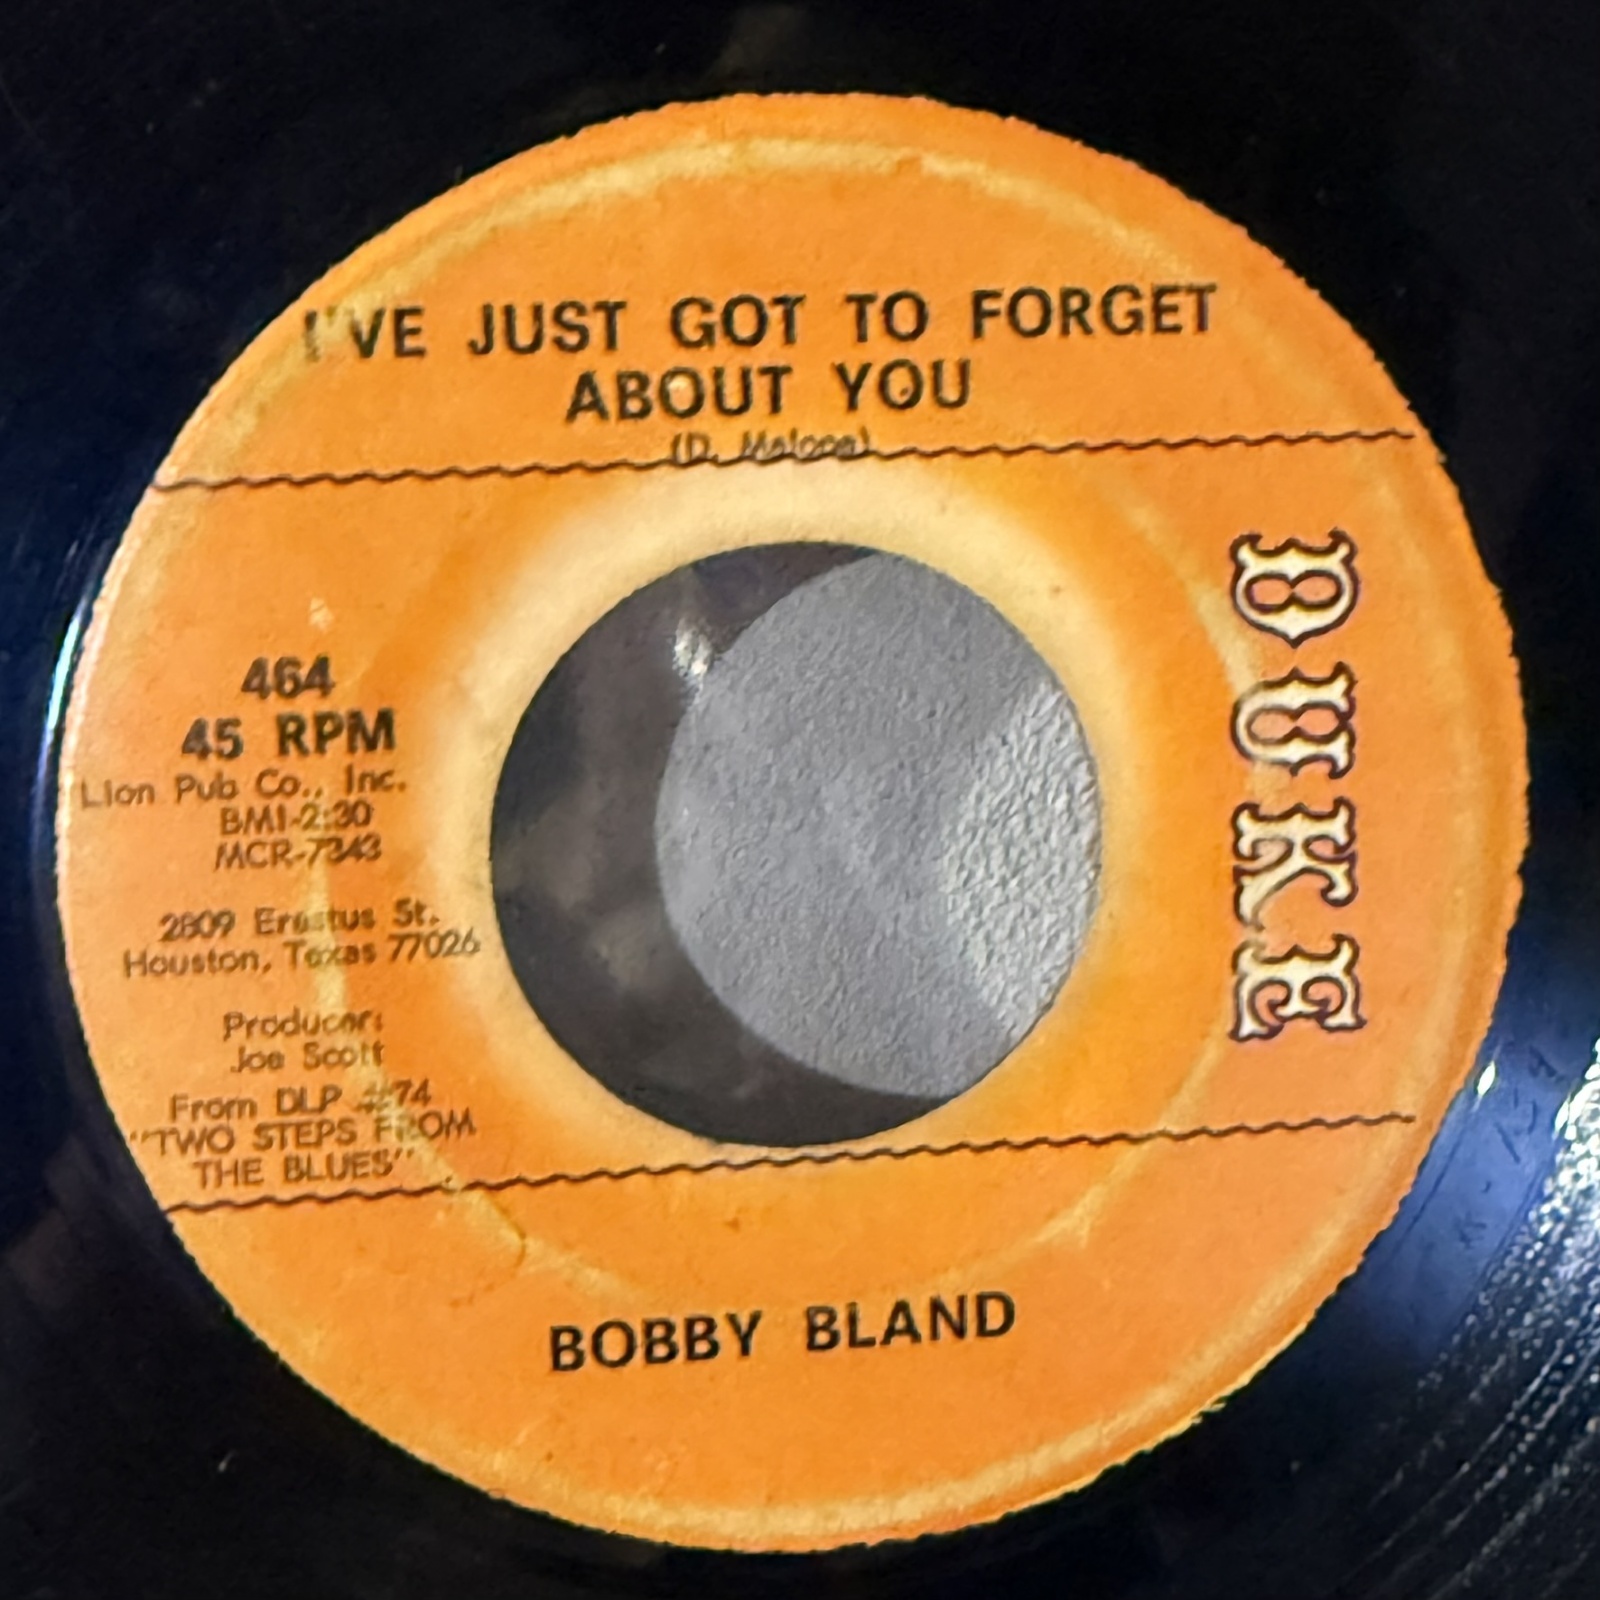 I'VE JUST GOT TO FORGET
ABOUT YOU
(D. Malone)
464
45 RPM
Lion Pub Co., Inc.
BMI-2:30
MCR-7343
2809 Erastus St.
Houston, Texas 77026
Producer:
Joe Scott
From DLP
"TWO STEPS FROM
THE BLUES"
DUKE
BOBBY BLAND